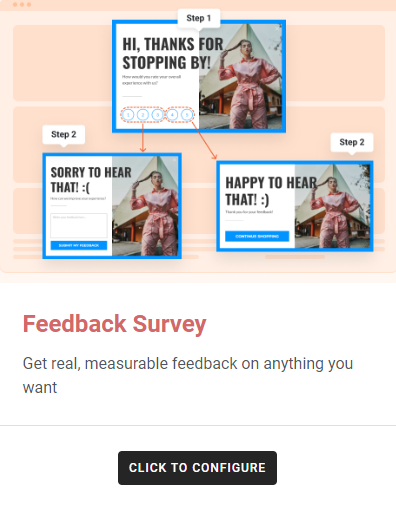 Step 1
HI, THANKS FOR
STOPPING BY!
How would you rate your overall
experience with us?
1 2 3 4 5
Step 2
SORRY TO HEAR
THAT! :(
SUBMIT MY FEEDBACK
Step 2
HAPPY TO HEAR
THAT! :)
Thank you for your feedback!
CONTINUE SHOPPING
Feedback Survey
Get real, measurable feedback on anything you
want
CLICK TO CONFIGURE